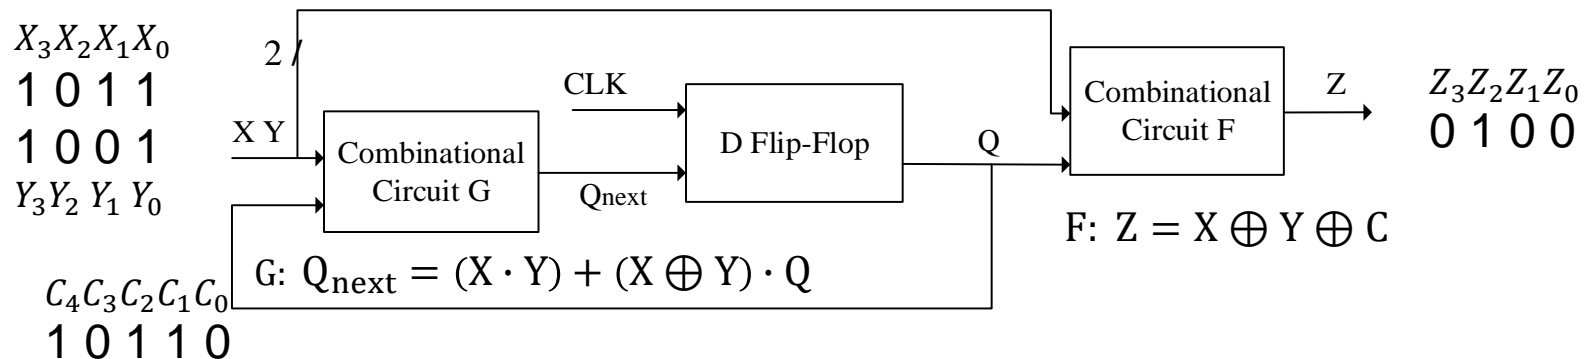 X₃X₂X₁X₀
1 0 1 1
1 0 0 1
Y₃Y₂ Y₁ Y₀
2 /
X Y
Combinational
Circuit G
CLK
Qnext
D Flip-Flop
Q
Combinational
Circuit F
Z
Z₃Z₂Z₁Z₀
0 1 0 0
F: Z = X ⊕ Y ⊕ C
G: Qₙₑₓₜ = (X · Y) + (X ⊕ Y) · Q
C₄C₃C₂C₁C₀
1 0 1 1 0